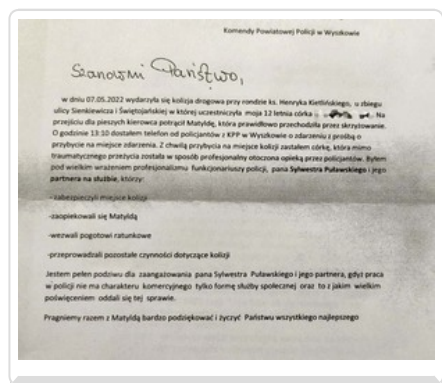 Komendy Powiatowej Policji w Wyszkowie
Szanowni Państwo,
w dniu 07.05.2022 wydarzyła się kolizja drogowa przy rondzie ks. Henryka Kietlińskiego, u zbiegu
ulicy Sienkiewicza i Świętojańskiej w której uczestniczyła moja 12 letnia córka Na
przejściu dla pieszych kierowca potrącił Matyldę, która prawidłowo przechodziła przez skrzyżowanie.
O godzinie 13:10 dostałem telefon od policjantów z KPP w Wyszkowie o zdarzeniu z prośbą o
przybycie na miejsce zdarzenia. Z chwilą przybycia na miejsce kolizji zastałem córkę, która mimo
traumatycznego przeżycia została w sposób profesjonalny otoczona opieką przez policjantów. Byłem
pod wielkim wrażeniem profesjonalizmu funkcjonariuszy policji, pana Sylwestra Puławskiego i jego
partnera na służbie, którzy:
-zabezpieczyli miejsce kolizji
-zaopiekowali się Matyldą
-wezwali pogotowi ratunkowe
-przeprowadzali pozostałe czynności dotyczące kolizji
Jestem pełen podziwu dla zaangażowania pana Sylwestra Puławskiego i jego partnera, gdyż praca
w policji nie ma charakteru komercyjnego tylko formę służby społecznej oraz to z jakim wielkim
poświęceniem oddali się tej sprawie.
Pragniemy razem z Matyldą bardzo podziękować i życzyć Państwu wszystkiego najlepszego